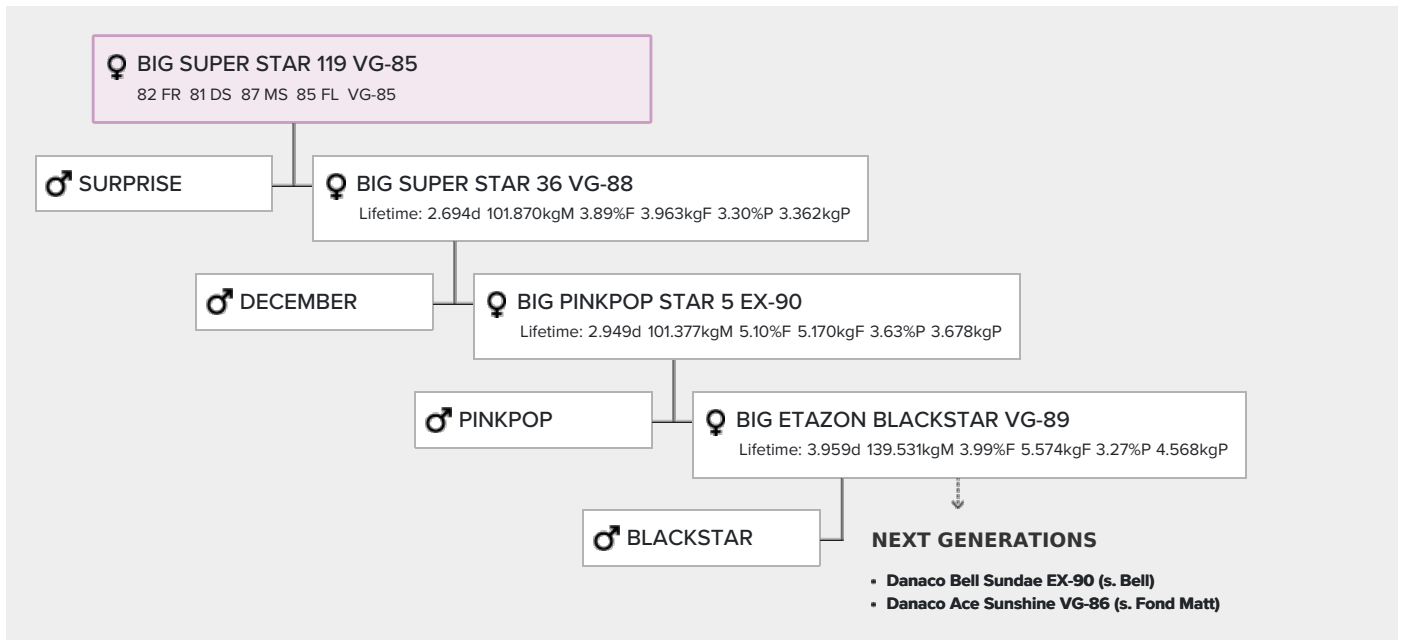 BIG SUPER STAR 119 VG-85
82 FR 81 DS 87 MS 85 FL VG-85
SURPRISE
BIG SUPER STAR 36 VG-88
Lifetime: 2.694d 101.870kgM 3.89%F 3.963kgF 3.30%P 3.362kgP
DECEMBER
BIG PINKPOP STAR 5 EX-90
Lifetime: 2.949d 101.377kgM 5.10%F 5.170kgF 3.63%P 3.678kgP
PINKPOP
BIG ETAZON BLACKSTAR VG-89
Lifetime: 3.959d 139.531kgM 3.99%F 5.574kgF 3.27%P 4.568kgP
BLACKSTAR
NEXT GENERATIONS
• Danaco Bell Sundae EX-90 (s. Bell)
• Danaco Ace Sunshine VG-86 (s. Fond Matt)